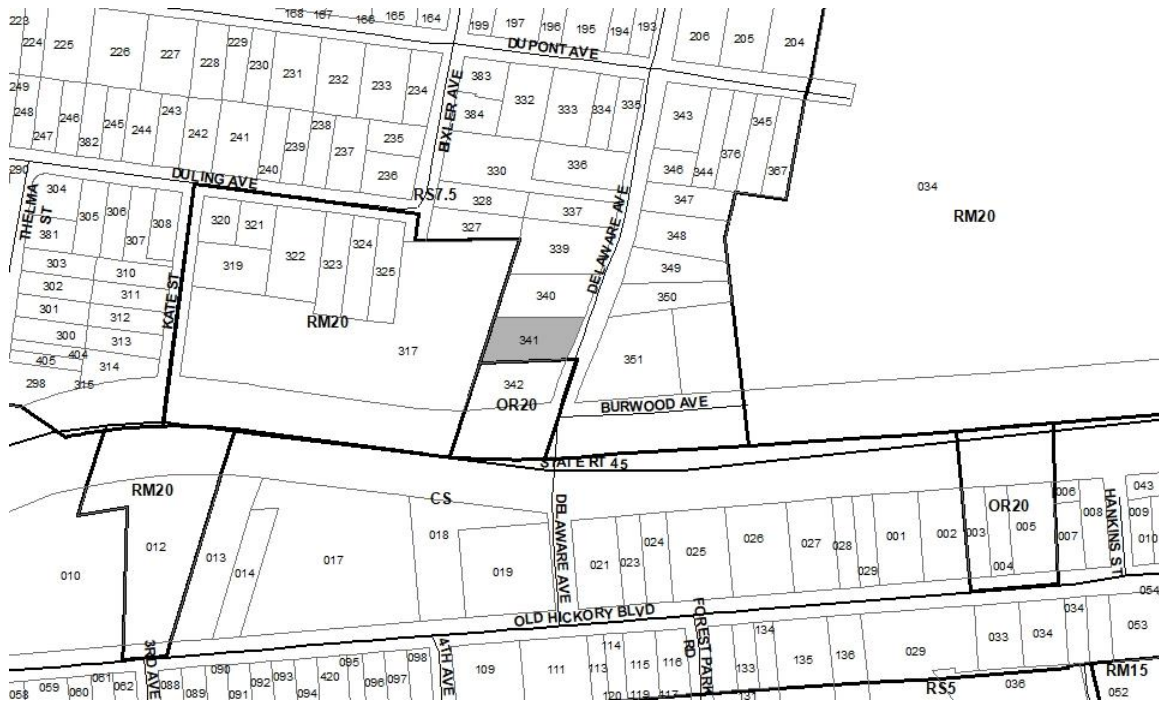 168 167 166 165 164 199 197 196 195 194 193
223 224 225 226 227 228 229 230 231 232 233 234
DUPONT AVE
206 205 204
249 248 247 246 382 245 244 243 242 241 240 239 238 237 235 236
BIXLER AVE
383 384 332 333 334 335
343 345 376 344 346 367
330 336
034
RM20
290
DULING AVE
RS7.5
THELMA ST
304 381 305 306 307 308
320 321 322 323 324 325 319
328 327 337 339
347 348 349 350
DELAWARE AVE
303 302 301 300 405 404 298 315
310 311 312 313 314
KATE ST
RM20
317
340
341
342
OR20
351
BURWOOD AVE
STATE RT 45
RM20
CS
012
010
013 014 017 018 019
DELAWARE AVE
021 023 024 025 026 027 028 029 001 002 003
OR20
005 004 006 007 008
HANKINS ST
043 009 010
OLD HICKORY BLVD
054
3RD AVE
4TH AVE
FOREST PARK RD
058 059 060 061 062 088 089 090 091 092 093 094 420 095 096 097 098
109 111 113 114 115 116 120 119 117
134 133 131 135 136 029 033 034 034 053
RS5
036
RM15
052